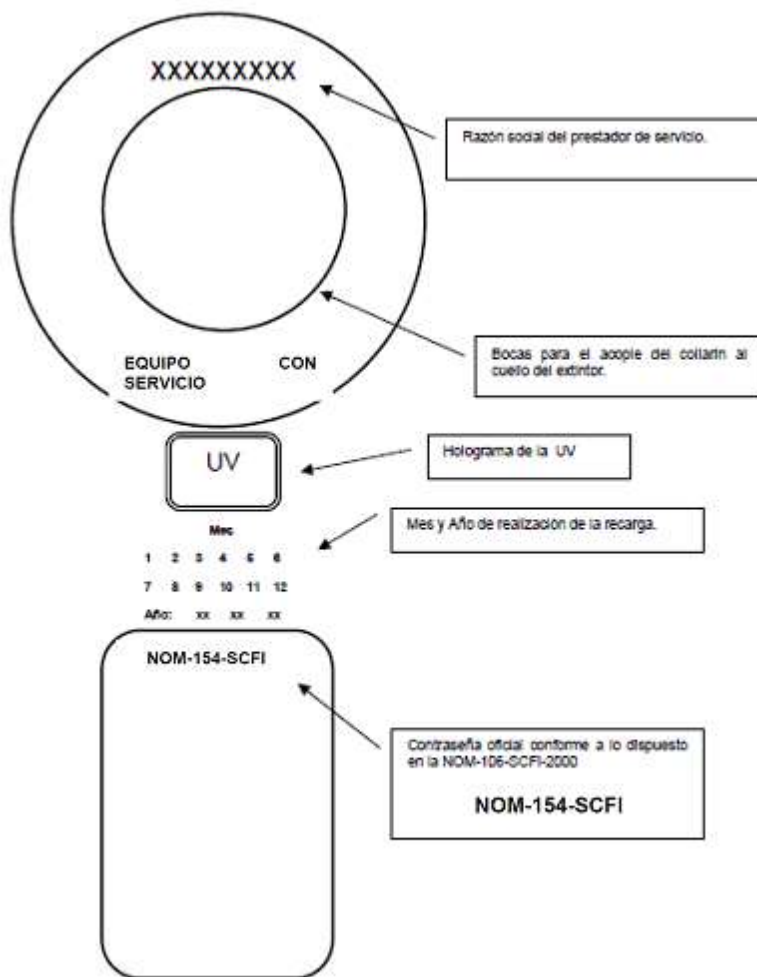 XXXXXXXXX
Razón social del prestador de servicio.
Bocas para el acople del collarín al
cuello del extintor.
EQUIPO CON
SERVICIO
UV
Holograma de la UV
Mes
Mes y Año de realización de la recarga.
1 2 3 4 5 6
7 8 9 10 11 12
Año: xx xx xx
NOM-154-SCFI
Contraseña oficial conforme a lo dispuesto
en la NOM-106-SCFI-2000
NOM-154-SCFI